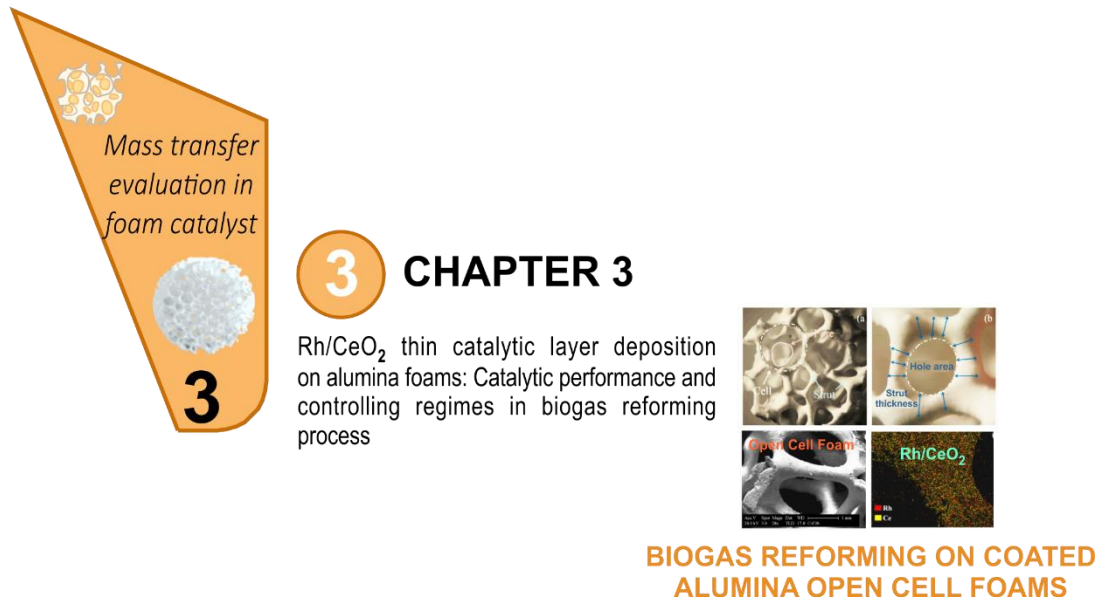 Mass transfer
evaluation in
foam catalyst
3
3 CHAPTER 3
Rh/CeO₂ thin catalytic layer deposition
on alumina foams: Catalytic performance and
controlling regimes in biogas reforming
process
(a
Cell
Strut
(b)
Hole area
Strut
thickness
Open Cell Foam
1 mm
Rh/CeO₂
Rh
Ce
BIOGAS REFORMING ON COATED
ALUMINA OPEN CELL FOAMS